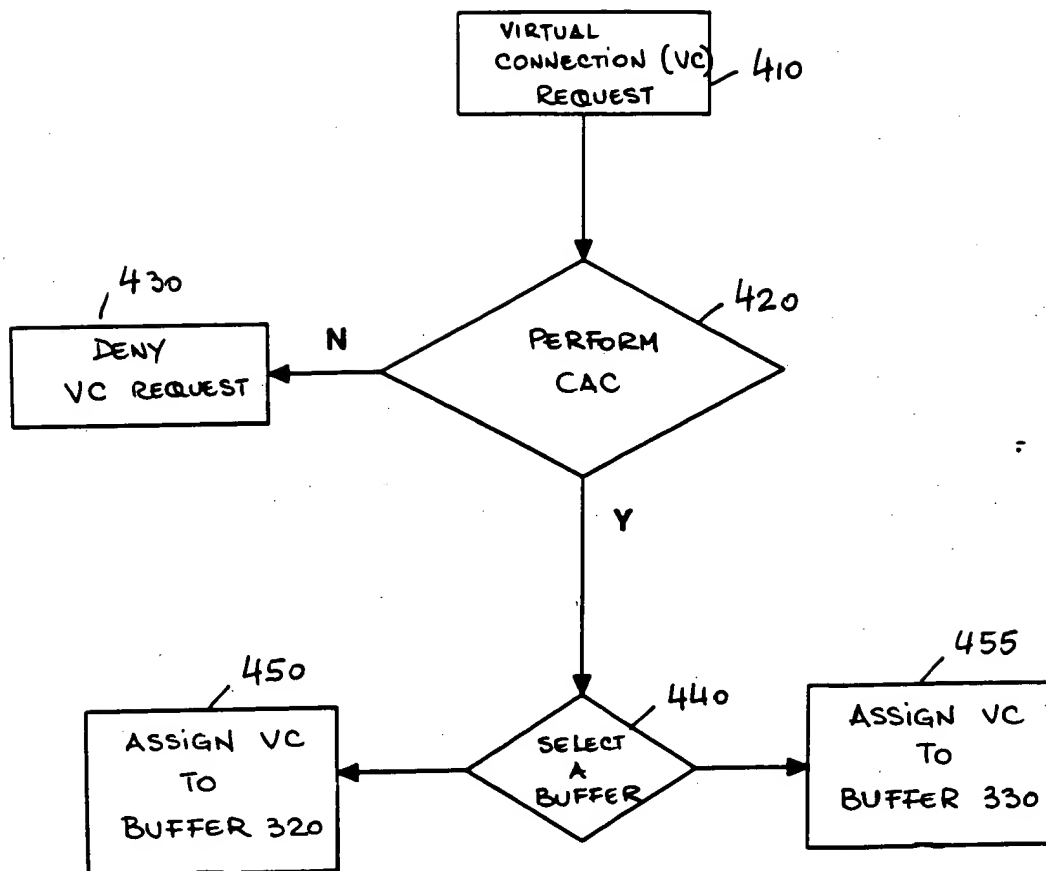 VIRTUAL
CONNECTION (VC)
REQUEST
410
430
420
DENY
VC REQUEST
N
PERFORM
CAC
Y
450
440
455
ASSIGN VC
TO
BUFFER 320
SELECT
A
BUFFER
ASSIGN VC
TO
BUFFER 330